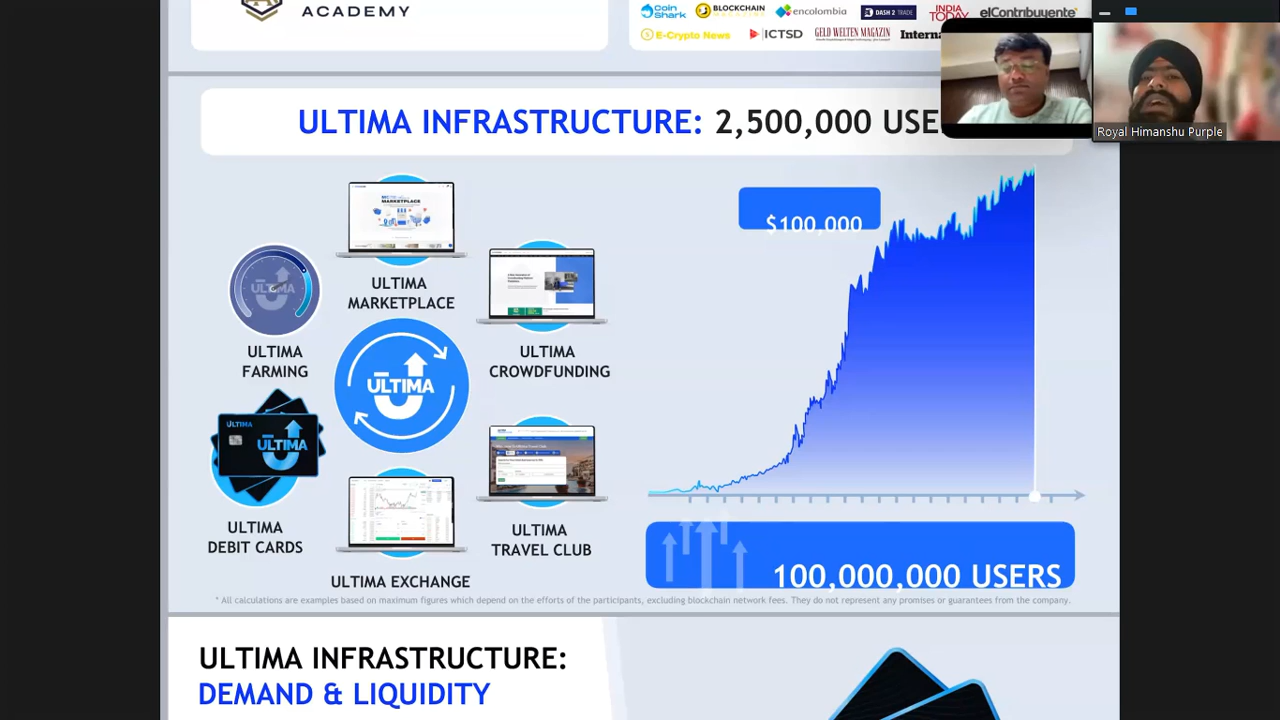 ACADEMY
Coin Shark
BLOCKCHAIN
encolombia
DASH 2 TRADE
INDIA TODAY
elContribuyente
E-Crypto News
ICTSD
GELD WELTEN MAGAZIN
Royal Himanshu Purple
ULTIMA INFRASTRUCTURE: 2,500,000
$100,000
ULTIMA
MARKETPLACE
ULTIMA
FARMING
ULTIMA
CROWDFUNDING
ULTIMA
ULTIMA
ULTIMA
ULTIMA
ULTIMA
DEBIT CARDS
ULTIMA
TRAVEL CLUB
ULTIMA EXCHANGE
100,000,000 USERS
* All calculations are examples based on maximum figures which depend on the efforts of the participants, excluding blockchain network fees. They do not represent any promises or guarantees from the company.
ULTIMA INFRASTRUCTURE:
DEMAND & LIQUIDITY